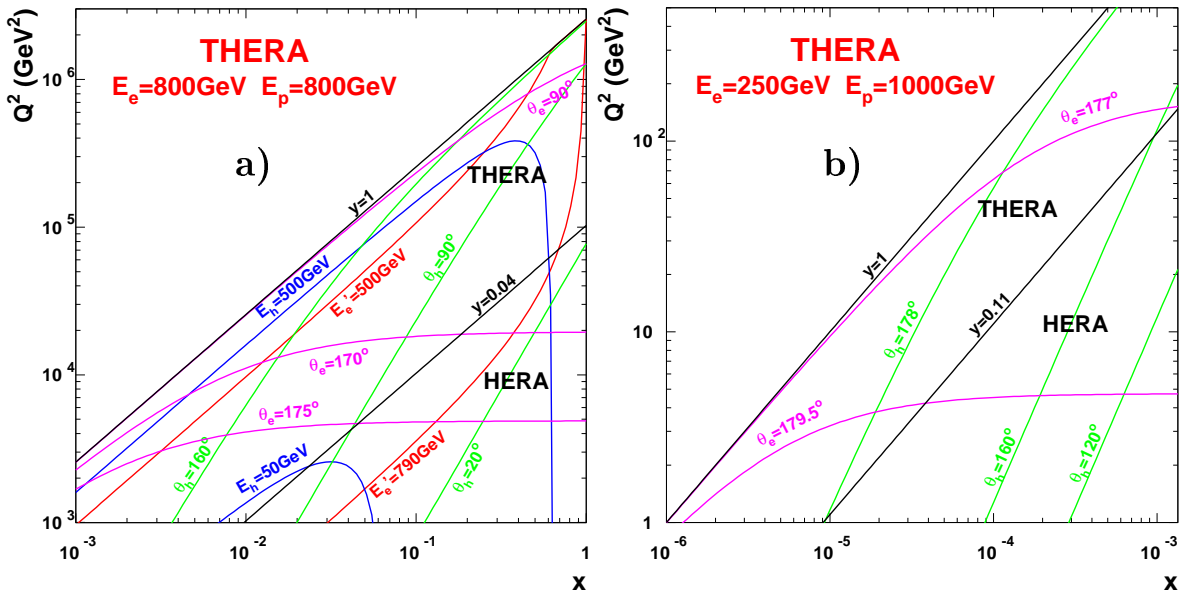 Q² (GeV²)
THERA
E_e=800GeV E_p=800GeV
a)
10⁶
10⁵
10⁴
10³
y=1
θ_e=90°
THERA
θ_h=90°
E_h=500GeV
E_e'=500GeV
y=0.04
θ_e=170°
HERA
θ_e=175°
θ_h=160°
E_h=50GeV
E_e'=790GeV
θ_h=20°
10⁻³ 10⁻² 10⁻¹ 1
x
Q² (GeV²)
THERA
E_e=250GeV E_p=1000GeV
b)
10²
10
1
θ_e=177°
THERA
y=1
y=0.11
HERA
θ_h=178°
θ_e=179.5°
θ_h=160°
θ_h=120°
10⁻⁶ 10⁻⁵ 10⁻⁴ 10⁻³
x